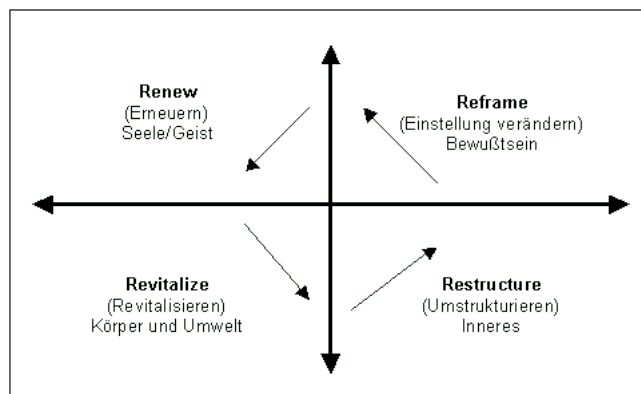 Renew
(Erneuern)
Seele/Geist
Reframe
(Einstellung verändern)
Bewußtsein
Revitalize
(Revitalisieren)
Körper und Umwelt
Restructure
(Umstrukturieren)
Inneres